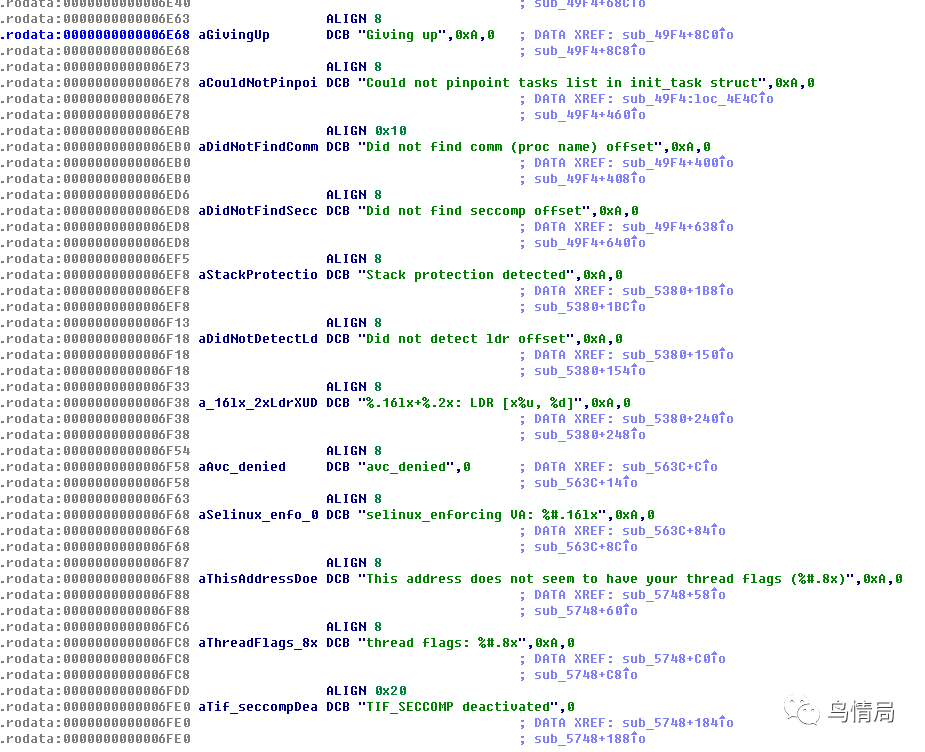 .rodata:0000000000006E40 ; sub_49F4+68C↑o
.rodata:0000000000006E63 ALIGN 8
.rodata:0000000000006E68 aGivingUp DCB "Giving up",0xA,0 ; DATA XREF: sub_49F4+8C0↑o
.rodata:0000000000006E68 ; sub_49F4+8C8↑o
.rodata:0000000000006E73 ALIGN 8
.rodata:0000000000006E78 aCouldNotPinpoi DCB "Could not pinpoint tasks list in init_task struct",0xA,0
.rodata:0000000000006E78 ; DATA XREF: sub_49F4:loc_4E4C↑o
.rodata:0000000000006E78 ; sub_49F4+460↑o
.rodata:0000000000006EAB ALIGN 0x10
.rodata:0000000000006EB0 aDidNotFindComm DCB "Did not find comm (proc name) offset",0xA,0
.rodata:0000000000006EB0 ; DATA XREF: sub_49F4+400↑o
.rodata:0000000000006EB0 ; sub_49F4+408↑o
.rodata:0000000000006ED6 ALIGN 8
.rodata:0000000000006ED8 aDidNotFindSecc DCB "Did not find seccomp offset",0xA,0
.rodata:0000000000006ED8 ; DATA XREF: sub_49F4+638↑o
.rodata:0000000000006ED8 ; sub_49F4+640↑o
.rodata:0000000000006EF5 ALIGN 8
.rodata:0000000000006EF8 aStackProtectio DCB "Stack protection detected",0xA,0
.rodata:0000000000006EF8 ; DATA XREF: sub_5380+1B8↑o
.rodata:0000000000006EF8 ; sub_5380+1BC↑o
.rodata:0000000000006F13 ALIGN 8
.rodata:0000000000006F18 aDidNotDetectLd DCB "Did not detect ldr offset",0xA,0
.rodata:0000000000006F18 ; DATA XREF: sub_5380+150↑o
.rodata:0000000000006F18 ; sub_5380+154↑o
.rodata:0000000000006F33 ALIGN 8
.rodata:0000000000006F38 a_16lx_2xLdrXUD DCB "%.16lx+%.2x: LDR [x%u, %d]",0xA,0
.rodata:0000000000006F38 ; DATA XREF: sub_5380+240↑o
.rodata:0000000000006F38 ; sub_5380+248↑o
.rodata:0000000000006F54 ALIGN 8
.rodata:0000000000006F58 aAvc_denied DCB "avc_denied",0 ; DATA XREF: sub_563C+C↑o
.rodata:0000000000006F58 ; sub_563C+14↑o
.rodata:0000000000006F63 ALIGN 8
.rodata:0000000000006F68 aSelinux_enfo_0 DCB "selinux_enforcing VA: %#.16lx",0xA,0
.rodata:0000000000006F68 ; DATA XREF: sub_563C+84↑o
.rodata:0000000000006F68 ; sub_563C+8C↑o
.rodata:0000000000006F87 ALIGN 8
.rodata:0000000000006F88 aThisAddressDoe DCB "This address does not seem to have your thread flags (%#.8x)",0xA,0
.rodata:0000000000006F88 ; DATA XREF: sub_5748+58↑o
.rodata:0000000000006F88 ; sub_5748+60↑o
.rodata:0000000000006FC6 ALIGN 8
.rodata:0000000000006FC8 aThreadFlags_8x DCB "thread flags: %#.8x",0xA,0
.rodata:0000000000006FC8 ; DATA XREF: sub_5748+C0↑o
.rodata:0000000000006FC8 ; sub_5748+C8↑o
.rodata:0000000000006FDD ALIGN 0x20
.rodata:0000000000006FE0 aTif_seccompDea DCB "TIF_SECCOMP deactivated",0
.rodata:0000000000006FE0 ; DATA XREF: sub_5748+184↑o
.rodata:0000000000006FE0 ; sub_5748+188↑o
鸟情局